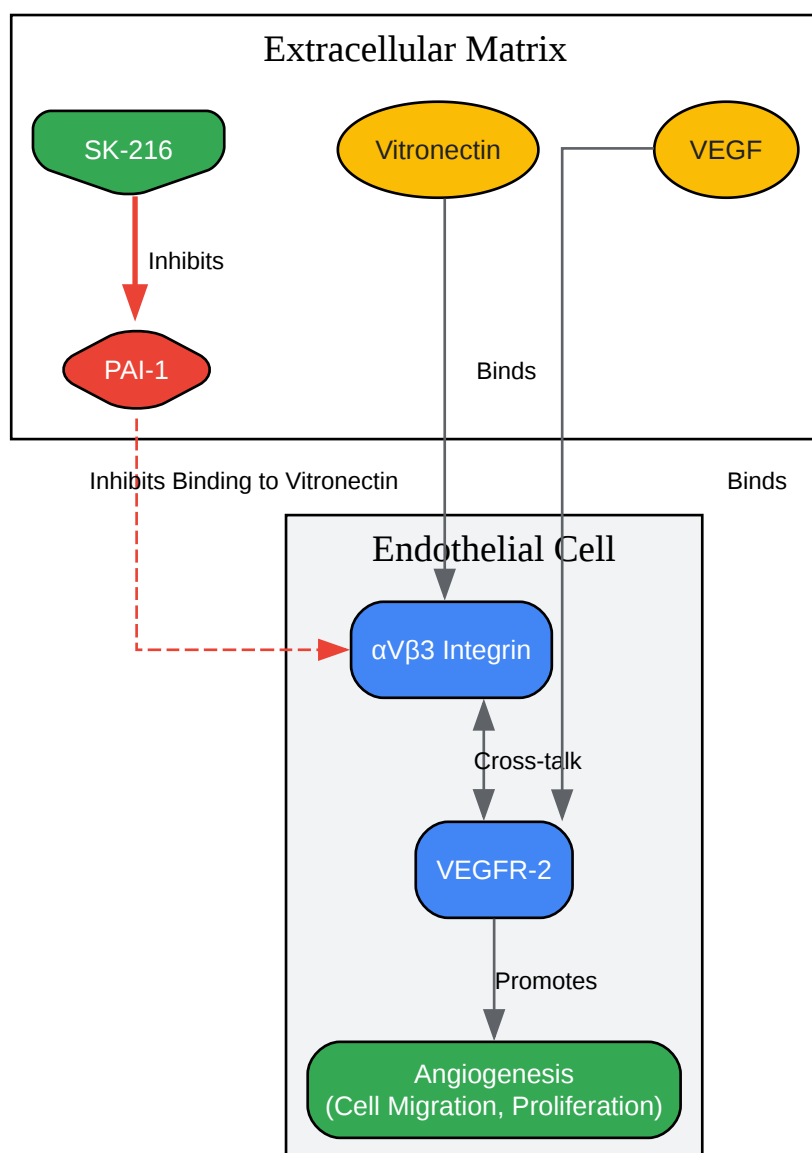 Extracellular Matrix
SK-216
Vitronectin
VEGF
Inhibits
PAI-1
Binds
Inhibits Binding to Vitronectin
Binds
Endothelial Cell
αVβ3 Integrin
Cross-talk
VEGFR-2
Promotes
Angiogenesis
(Cell Migration, Proliferation)